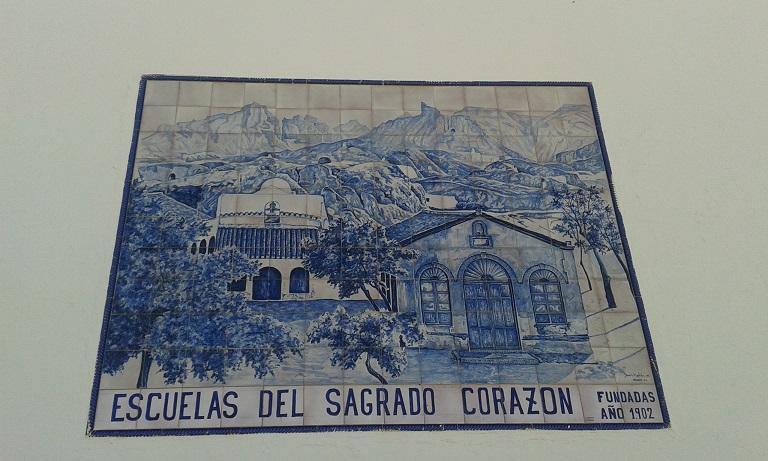 ESCUELAS DEL SAGRADO CORAZON
FUNDADAS
AÑO 1902